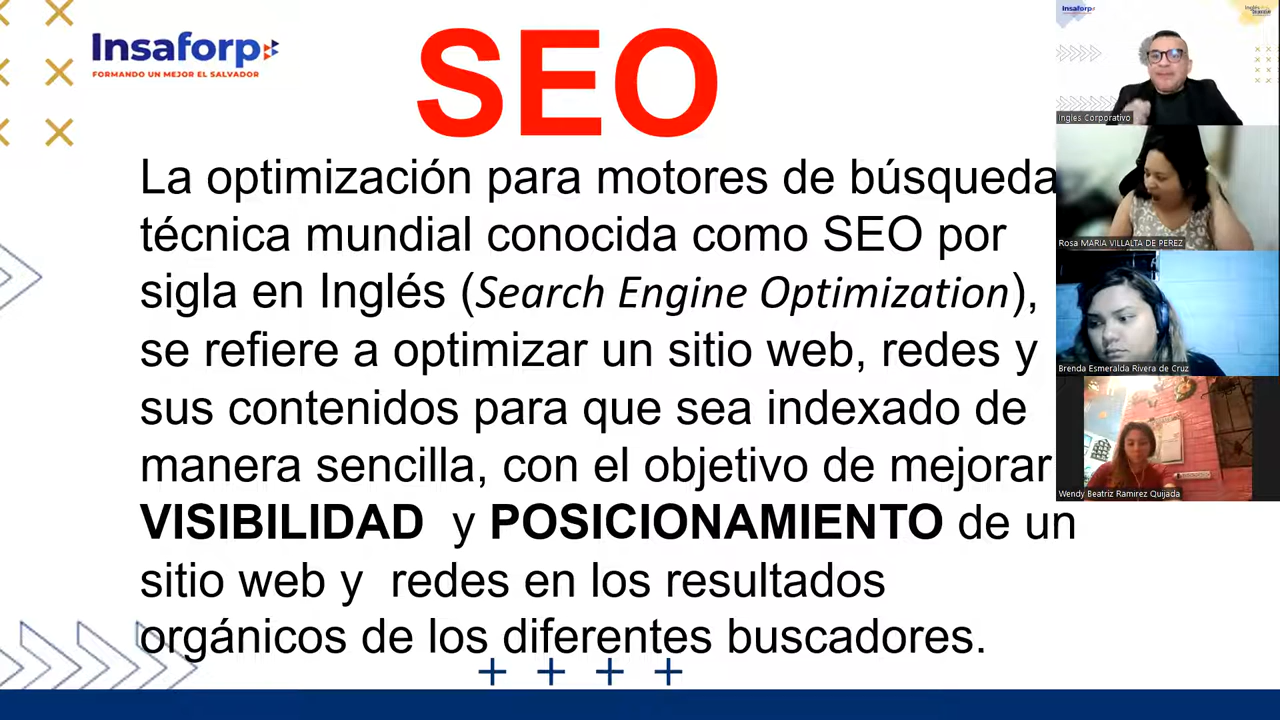 Insaforp
FORMANDO UN MEJOR EL SALVADOR
SEO
La optimización para motores de búsqueda
técnica mundial conocida como SEO por
sigla en Inglés (Search Engine Optimization),
se refiere a optimizar un sitio web, redes y
sus contenidos para que sea indexado de
manera sencilla, con el objetivo de mejorar
VISIBILIDAD y POSICIONAMIENTO de un
sitio web y redes en los resultados
orgánicos de los diferentes buscadores.
Insaforp
Ingles Corporativo
Rosa MARIA VILLALTA DE PEREZ
Brenda Esmeralda Rivera de Cruz
Wendy Beatriz Ramirez Quijada